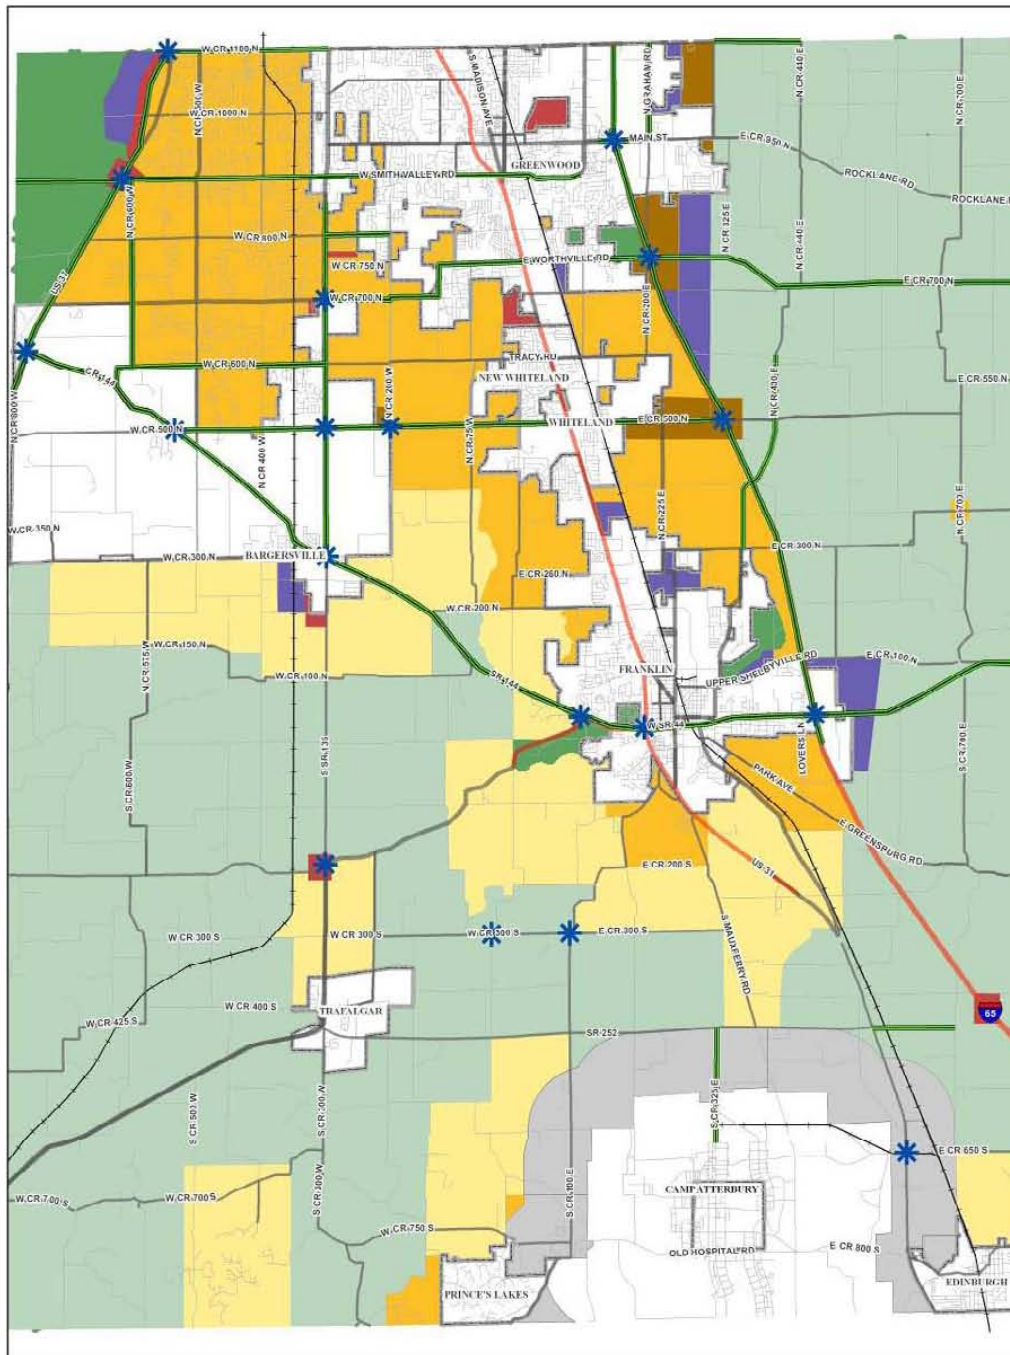 W CR 1100 N
S MADISON AVE
N GRAHAM RD
N CR 440 E
N CR 700 E
N CR 500 W
W CR 1000 N
MAIN ST
E CR 950 N
GREENWOOD
W SMITH VALLEY RD
ROCKLANE RD
ROCKLANE
N CR 600 W
N CR 325 E
N CR 440 E
W CR 800 N
W CR 750 N
E WORTHVILLE RD
US 37
W CR 700 N
N CR 200 E
E CR 700 N
TRACY RD
W CR 600 N
CR 144
N CR 200 W
NEW WHITELAND
N CR 400 E
E CR 550 N
N CR 800 W
W CR 500 N
N CR 400 W
N CR 75 W
WHITELAND
E CR 500 N
N CR 225 E
N CR 700 E
W CR 350 N
W CR 300 N
BARGERSVILLE
E CR 300 N
E CR 260 N
W CR 200 N
W CR 150 N
N CR 575 W
W CR 100 N
SR 144
FRANKLIN
UPPER SHELBYVILLE RD
E CR 100 N
W SR 44
LOVERS LN
S CR 600 W
S SR 135
S CR 700 E
PARK AVE
E GREENSPURG RD
E CR 200 S
US 31
W CR 300 S
W CR 300 S
W CR 300 S
E CR 300 S
S MAUXFERRY RD
W CR 400 S
TRAFALGAR
W CR 425 S
SR 252
65
S CR 500 W
S CR 300 W
S CR 325 E
E CR 650 S
S CR 300 W
S CR 100 E
CAMP ATTERBURY
W CR 700 S
W CR 700 S
W CR 750 S
OLD HOSPITAL RD
E CR 800 S
PRINCE'S LAKES
EDINBURGH